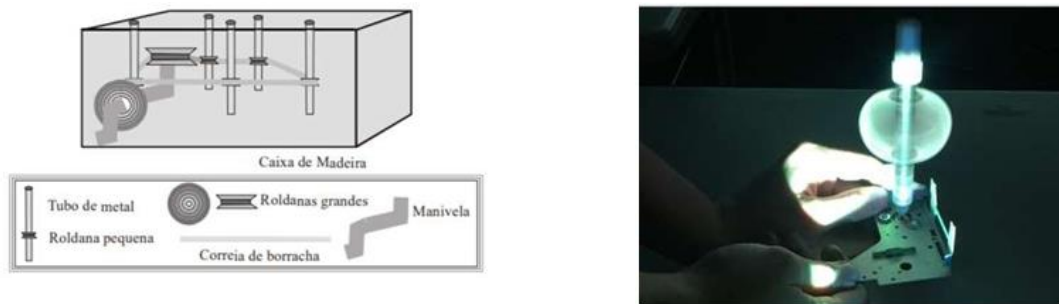 Caixa de Madeira
Tubo de metal
Roldanas grandes
Manivela
Roldana pequena
Correia de borracha